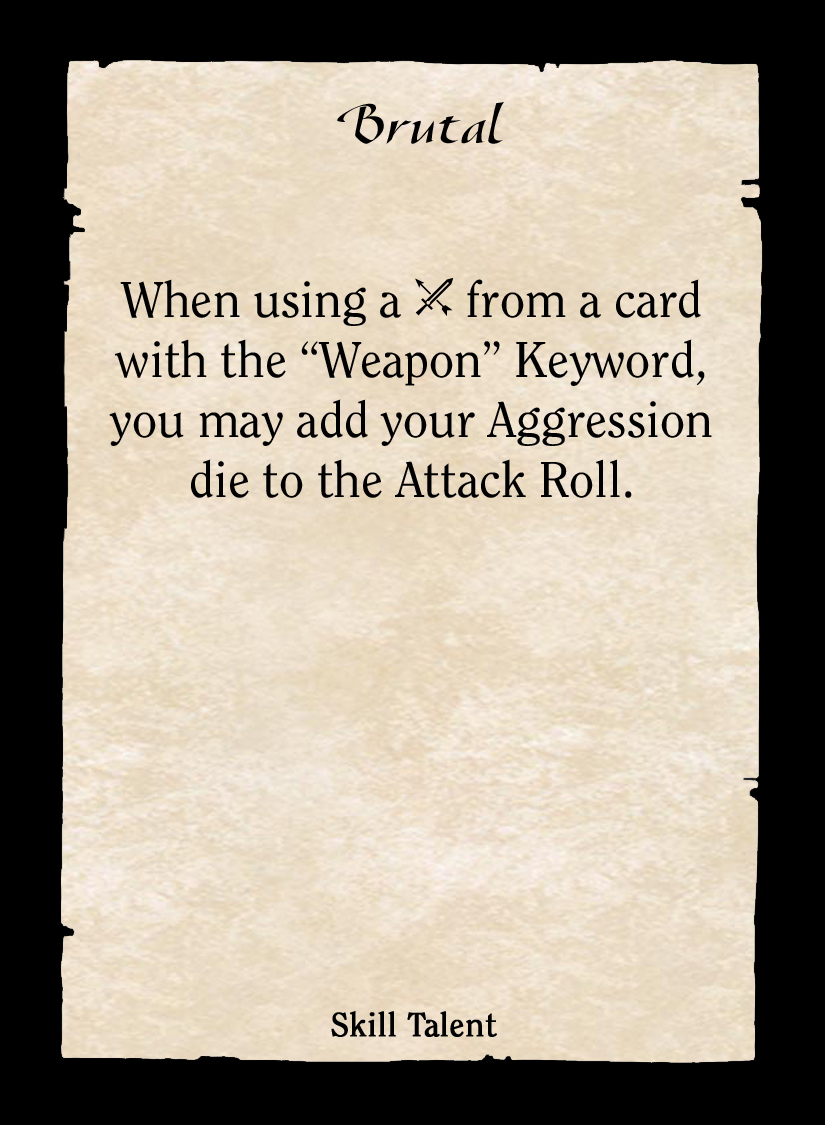 Brutal
When using a ⚔ from a card
with the “Weapon” Keyword,
you may add your Aggression
die to the Attack Roll.
Skill Talent